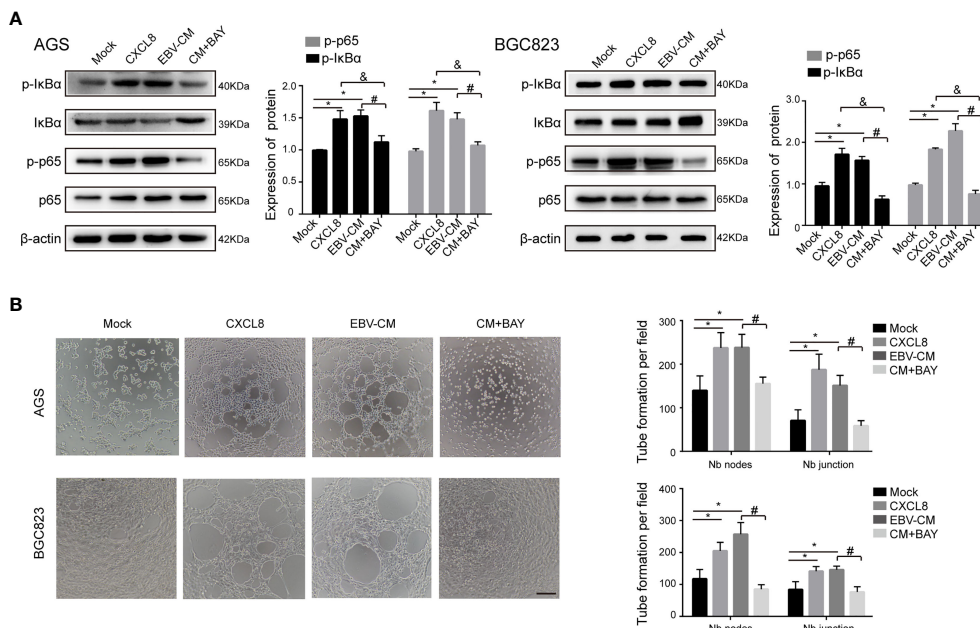 A
AGS
Mock
CXCL8
EBV-CM
CM+BAY
p-IκBα
40KDa
IκBα
39KDa
p-p65
65KDa
p65
65KDa
β-actin
42KDa
p-p65
p-IκBα
Expression of protein
2.0
1.5
1.0
0.5
0
* * & #
* * & #
Mock
CXCL8
EBV-CM
CM+BAY
Mock
CXCL8
EBV-CM
CM+BAY
BGC823
Mock
CXCL8
EBV-CM
CM+BAY
p-IκBα
40KDa
IκBα
39KDa
p-p65
65KDa
p65
65KDa
β-actin
42KDa
p-p65
p-IκBα
Expression of protein
3.0
2.0
1.0
0.0
* * & #
* * & #
Mock
CXCL8
EBV-CM
CM+BAY
Mock
CXCL8
EBV-CM
CM+BAY
B
Mock CXCL8 EBV-CM CM+BAY
AGS
BGC823
Tube formation per field
300
200
100
0
* * #
* * #
Nb nodes Nb junction
Mock
CXCL8
EBV-CM
CM+BAY
Tube formation per field
400
300
200
100
0
* * #
* * #
Nb nodes Nb junction
Mock
CXCL8
EBV-CM
CM+BAY